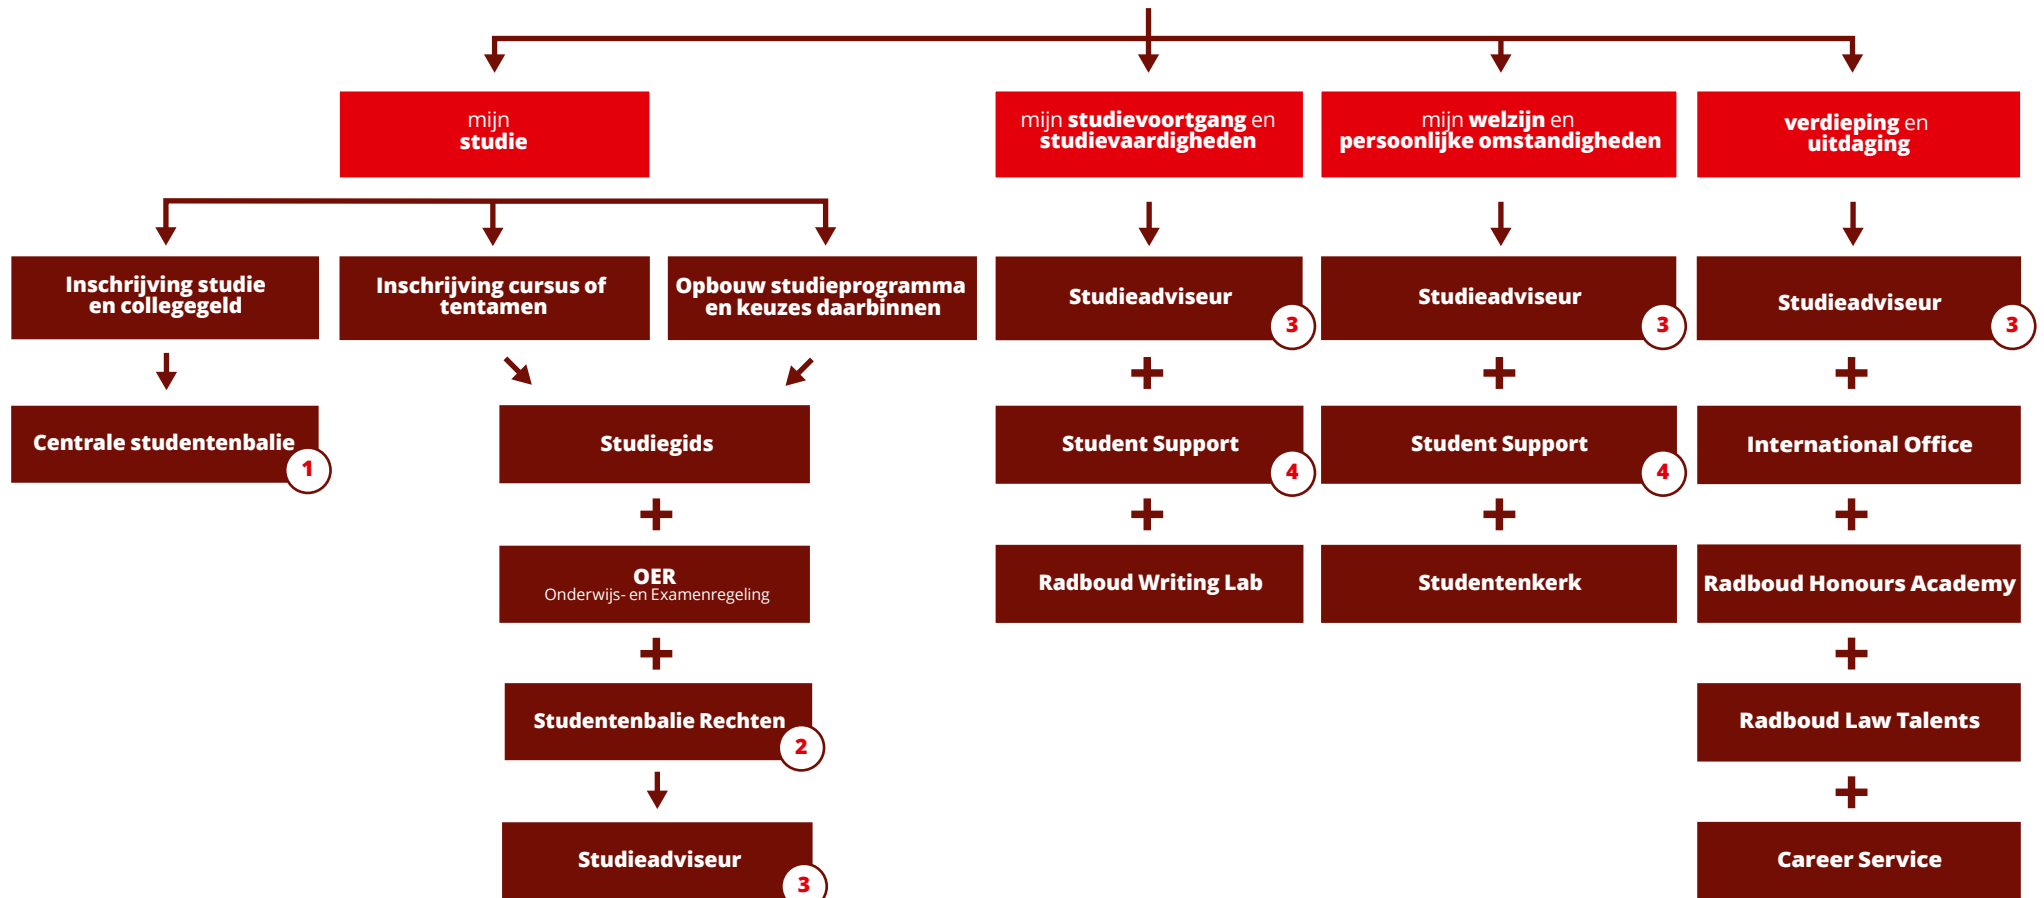 mijn
studie
mijn studievoortgang en
studievaardigheden
mijn welzijn en
persoonlijke omstandigheden
verdieping en
uitdaging
Inschrijving studie
en collegegeld
Inschrijving cursus of
tentamen
Opbouw studieprogramma
en keuzes daarbinnen
Studieadviseur
3
Studieadviseur
3
Studieadviseur
3
Centrale studentenbalie
1
Studiegids
Student Support
4
Student Support
4
International Office
OER
Onderwijs- en Examenregeling
Radboud Writing Lab
Studentenkerk
Radboud Honours Academy
Studentenbalie Rechten
2
Radboud Law Talents
Studieadviseur
3
Career Service